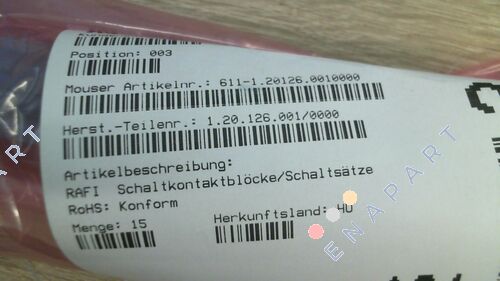 Position: 003
Mouser Artikelnr.: 611-1.20126.0010000
Herst.-Teilenr.: 1.20.126.001/0000
Artikelbeschreibung:
RAFI Schaltkontaktblöcke/Schaltsätze
RoHS: Konform
Menge: 15
Herkunftsland: HU
ENAPART